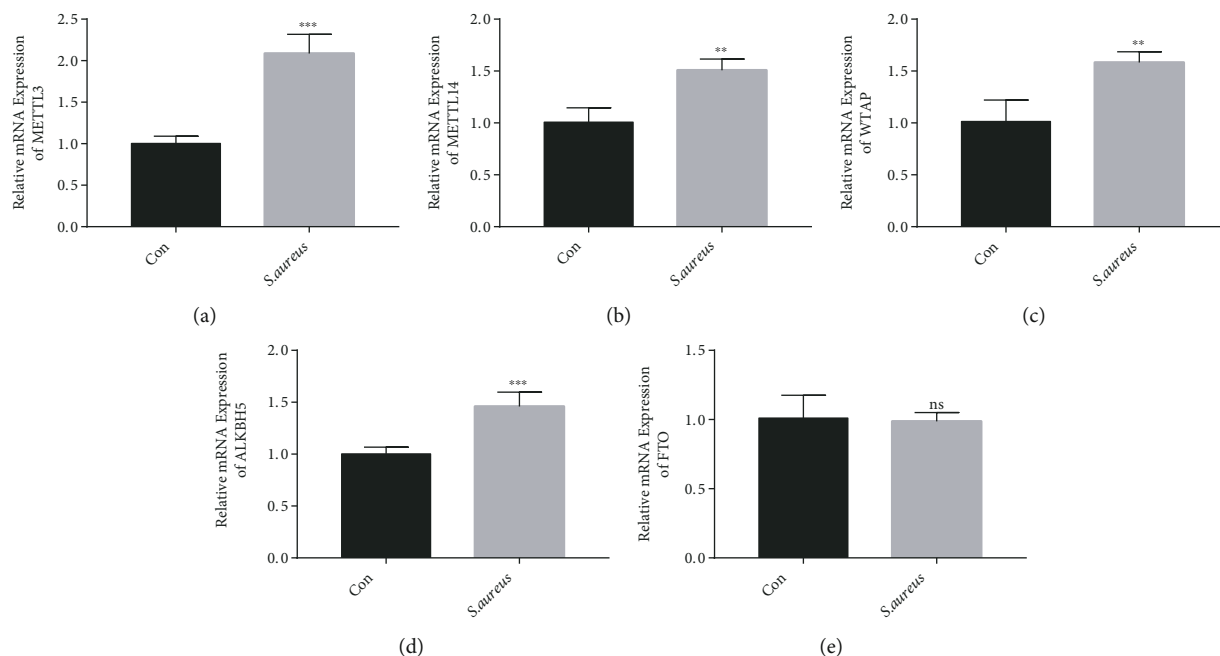 Relative mRNA Expression
of METTL3
2.5
2.0
1.5
1.0
0.5
0.0
***
Con
S.aureus
(a)
Relative mRNA Expression
of METTL14
2.0
1.5
1.0
0.5
0.0
**
Con
S.aureus
(b)
Relative mRNA Expression
of WTAP
2.0
1.5
1.0
0.5
0.0
**
Con
S.aureus
(c)
Relative mRNA Expression
of ALKBH5
2.0
1.5
1.0
0.5
0.0
***
Con
S.aureus
(d)
Relative mRNA Expression
of FTO
1.5
1.0
0.5
0.0
ns
Con
S.aureus
(e)